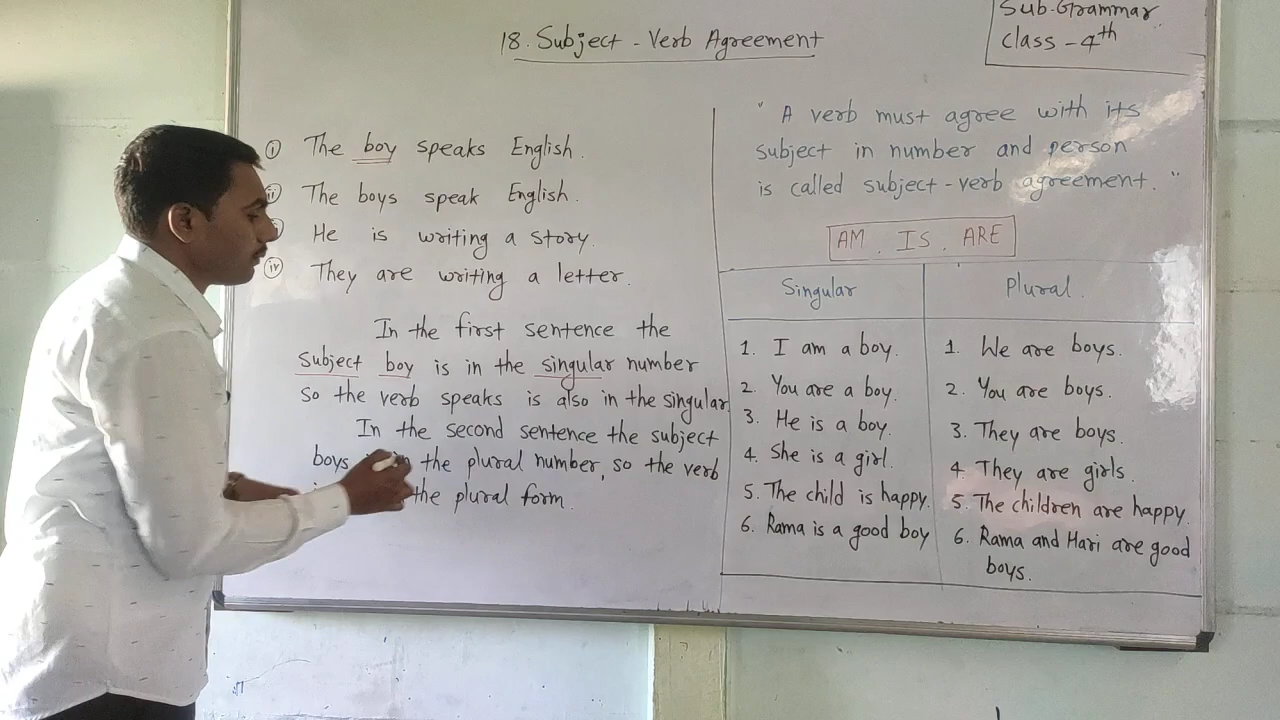 Sub-Grammar
Class - 4th
18. Subject - Verb Agreement
(i) The boy speaks English.
(ii) The boys speak English.
He is writing a story.
(iv) They are writing a letter.
In the first sentence the
Subject boy is in the singular number
so the verb speaks is also in the singular
In the second sentence the subject
boys in the plural number, so the verb
the plural form.
" A verb must agree with its
subject in number and person
is called subject-verb agreement. "
AM . IS . ARE
Singular
1. I am a boy.
2. You are a boy.
3. He is a boy.
4. She is a girl.
5. The child is happy.
6. Rama is a good boy
Plural.
1. We are boys.
2. You are boys.
3. They are boys.
4. They are girls.
5. The children are happy.
6. Rama and Hari are good
boys.